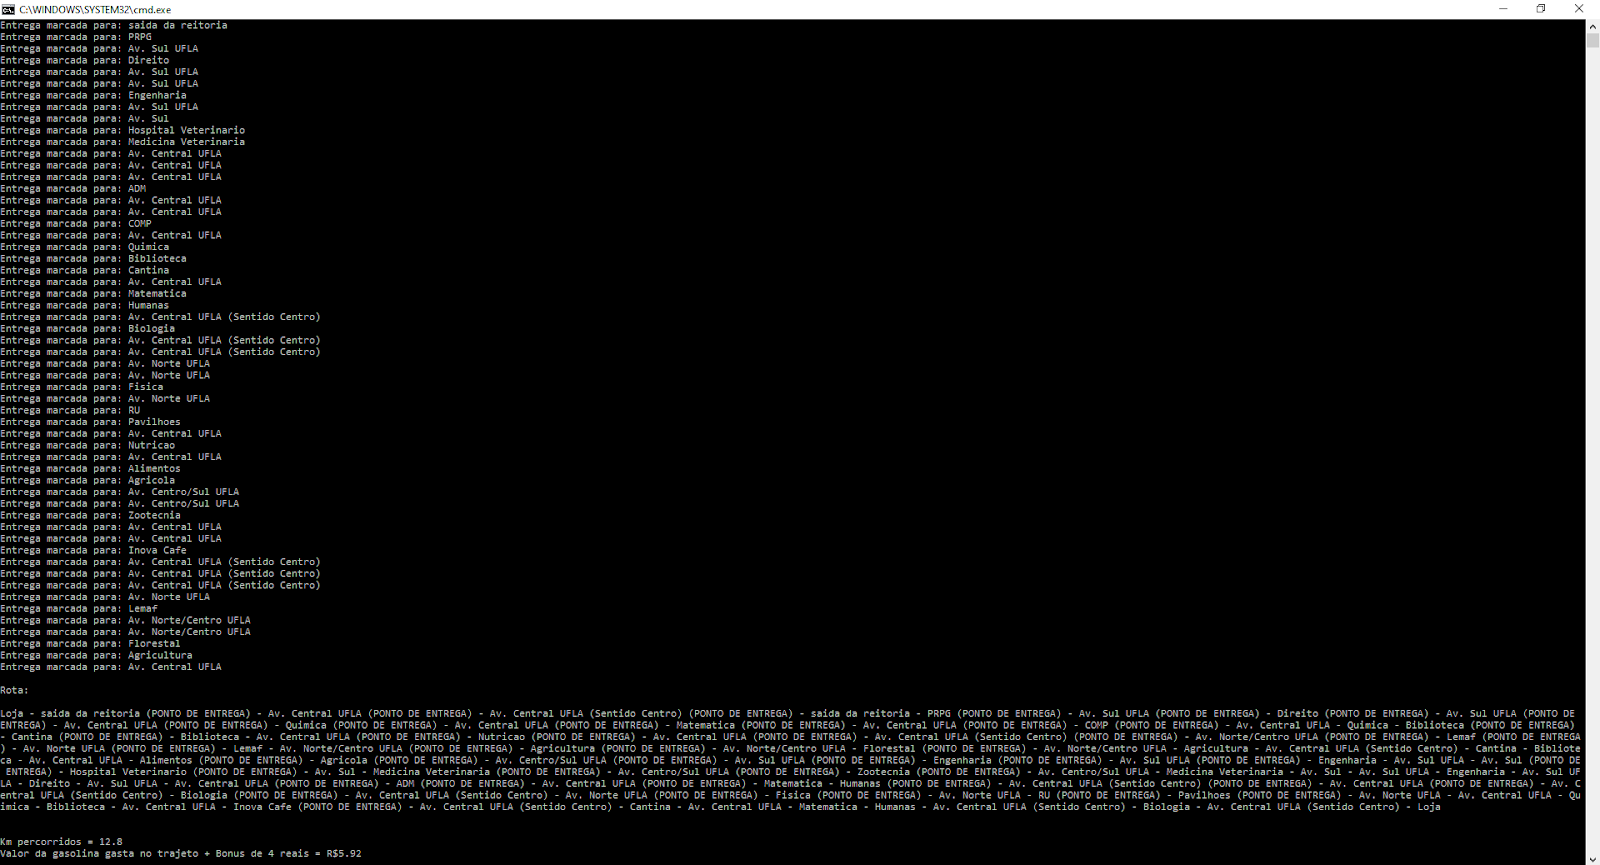 C:\WINDOWS\SYSTEM32\cmd.exe
Entrega marcada para: saida da reitoria
Entrega marcada para: PRPG
Entrega marcada para: Av. Sul UFLA
Entrega marcada para: Direito
Entrega marcada para: Av. Sul UFLA
Entrega marcada para: Av. Sul UFLA
Entrega marcada para: Engenharia
Entrega marcada para: Av. Sul UFLA
Entrega marcada para: Av. Sul
Entrega marcada para: Hospital Veterinario
Entrega marcada para: Medicina Veterinaria
Entrega marcada para: Av. Central UFLA
Entrega marcada para: Av. Central UFLA
Entrega marcada para: Av. Central UFLA
Entrega marcada para: ADM
Entrega marcada para: Av. Central UFLA
Entrega marcada para: Av. Central UFLA
Entrega marcada para: COMP
Entrega marcada para: Av. Central UFLA
Entrega marcada para: Quimica
Entrega marcada para: Biblioteca
Entrega marcada para: Cantina
Entrega marcada para: Av. Central UFLA
Entrega marcada para: Matematica
Entrega marcada para: Humanas
Entrega marcada para: Av. Central UFLA (Sentido Centro)
Entrega marcada para: Biologia
Entrega marcada para: Av. Central UFLA (Sentido Centro)
Entrega marcada para: Av. Central UFLA (Sentido Centro)
Entrega marcada para: Av. Norte UFLA
Entrega marcada para: Av. Norte UFLA
Entrega marcada para: Fisica
Entrega marcada para: Av. Norte UFLA
Entrega marcada para: RU
Entrega marcada para: Pavilhoes
Entrega marcada para: Av. Central UFLA
Entrega marcada para: Nutricao
Entrega marcada para: Av. Central UFLA
Entrega marcada para: Alimentos
Entrega marcada para: Agricola
Entrega marcada para: Av. Centro/Sul UFLA
Entrega marcada para: Av. Centro/Sul UFLA
Entrega marcada para: Zootecnia
Entrega marcada para: Av. Central UFLA
Entrega marcada para: Av. Central UFLA
Entrega marcada para: Inova Cafe
Entrega marcada para: Av. Central UFLA (Sentido Centro)
Entrega marcada para: Av. Central UFLA (Sentido Centro)
Entrega marcada para: Av. Central UFLA (Sentido Centro)
Entrega marcada para: Av. Norte UFLA
Entrega marcada para: Lemaf
Entrega marcada para: Av. Norte/Centro UFLA
Entrega marcada para: Av. Norte/Centro UFLA
Entrega marcada para: Florestal
Entrega marcada para: Agricultura
Entrega marcada para: Av. Central UFLA
Rota:
Loja - saida da reitoria (PONTO DE ENTREGA) - Av. Central UFLA (PONTO DE ENTREGA) - Av. Central UFLA (Sentido Centro) (PONTO DE ENTREGA) - saida da reitoria - PRPG (PONTO DE ENTREGA) - Av. Sul UFLA (PONTO DE ENTREGA) - Direito (PONTO DE ENTREGA) - Av. Sul UFLA (PONTO DE
ENTREGA) - Av. Central UFLA (PONTO DE ENTREGA) - Quimica (PONTO DE ENTREGA) - Av. Central UFLA (PONTO DE ENTREGA) - Matematica (PONTO DE ENTREGA) - Av. Central UFLA (PONTO DE ENTREGA) - COMP (PONTO DE ENTREGA) - Av. Central UFLA - Quimica - Biblioteca (PONTO DE ENTREGA)
- Cantina (PONTO DE ENTREGA) - Biblioteca - Av. Central UFLA (PONTO DE ENTREGA) - Nutricao (PONTO DE ENTREGA) - Av. Central UFLA (PONTO DE ENTREGA) - Av. Central UFLA (Sentido Centro) (PONTO DE ENTREGA) - Av. Norte/Centro UFLA (PONTO DE ENTREGA) - Lemaf (PONTO DE ENTREGA
) - Av. Norte UFLA (PONTO DE ENTREGA) - Lemaf - Av. Norte/Centro UFLA (PONTO DE ENTREGA) - Agricultura (PONTO DE ENTREGA) - Av. Norte/Centro UFLA - Florestal (PONTO DE ENTREGA) - Av. Norte/Centro UFLA - Agricultura - Av. Central UFLA (Sentido Centro) - Cantina - Bibliote
ca - Av. Central UFLA - Alimentos (PONTO DE ENTREGA) - Agricola (PONTO DE ENTREGA) - Av. Centro/Sul UFLA (PONTO DE ENTREGA) - Av. Sul UFLA (PONTO DE ENTREGA) - Engenharia (PONTO DE ENTREGA) - Av. Sul UFLA (PONTO DE ENTREGA) - Engenharia - Av. Sul UFLA - Av. Sul (PONTO DE
ENTREGA) - Hospital Veterinario (PONTO DE ENTREGA) - Av. Sul - Medicina Veterinaria (PONTO DE ENTREGA) - Av. Centro/Sul UFLA (PONTO DE ENTREGA) - Zootecnia (PONTO DE ENTREGA) - Av. Centro/Sul UFLA - Medicina Veterinaria - Av. Sul - Av. Sul UFLA - Engenharia - Av. Sul UF
LA - Direito - Av. Sul UFLA - Av. Central UFLA (PONTO DE ENTREGA) - ADM (PONTO DE ENTREGA) - Av. Central UFLA (PONTO DE ENTREGA) - Matematica - Humanas (PONTO DE ENTREGA) - Av. Central UFLA (Sentido Centro) (PONTO DE ENTREGA) - Av. Central UFLA (PONTO DE ENTREGA) - Av. C
entral UFLA (Sentido Centro) - Biologia (PONTO DE ENTREGA) - Av. Central UFLA (Sentido Centro) - Av. Norte UFLA (PONTO DE ENTREGA) - Fisica (PONTO DE ENTREGA) - Av. Norte UFLA - RU (PONTO DE ENTREGA) - Pavilhoes (PONTO DE ENTREGA) - Av. Norte UFLA - Av. Central UFLA - Qu
imica - Biblioteca - Av. Central UFLA - Inova Cafe (PONTO DE ENTREGA) - Av. Central UFLA (Sentido Centro) - Cantina - Av. Central UFLA - Matematica - Humanas - Av. Central UFLA (Sentido Centro) - Biologia - Av. Central UFLA (Sentido Centro) - Loja
Km percorridos = 12.8
Valor da gasolina gasta no trajeto + Bonus de 4 reais = R$5.92